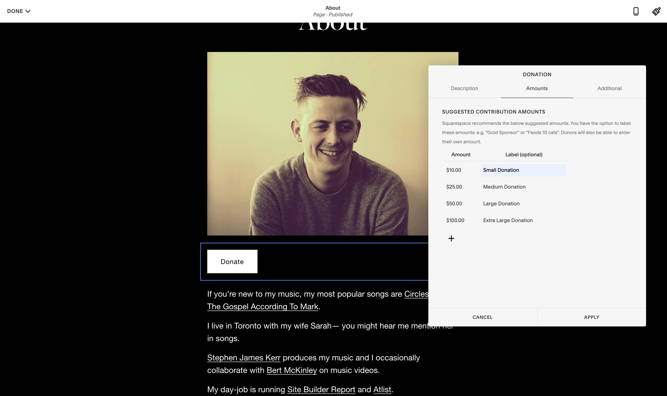 DONE
About
Page · Published
About
DONATION
Description
Amounts
Additional
SUGGESTED CONTRIBUTION AMOUNTS
Squarespace recommends the below suggested amounts. You have the option to label
these amounts e.g. "Gold Sponsor" or "Feeds 10 cats". Donors will also be able to enter
their own amount.
Amount Label (optional)
$10.00 Small Donation
$25.00 Medium Donation
$50.00 Large Donation
$100.00 Extra Large Donation
+
CANCEL
APPLY
Donate
If you're new to my music, my most popular songs are Circles
The Gospel According To Mark.
I live in Toronto with my wife Sarah— you might hear me mention her
in songs.
Stephen James Kerr produces my music and I occasionally
collaborate with Bert McKinley on music videos.
My day-job is running Site Builder Report and Atlist.